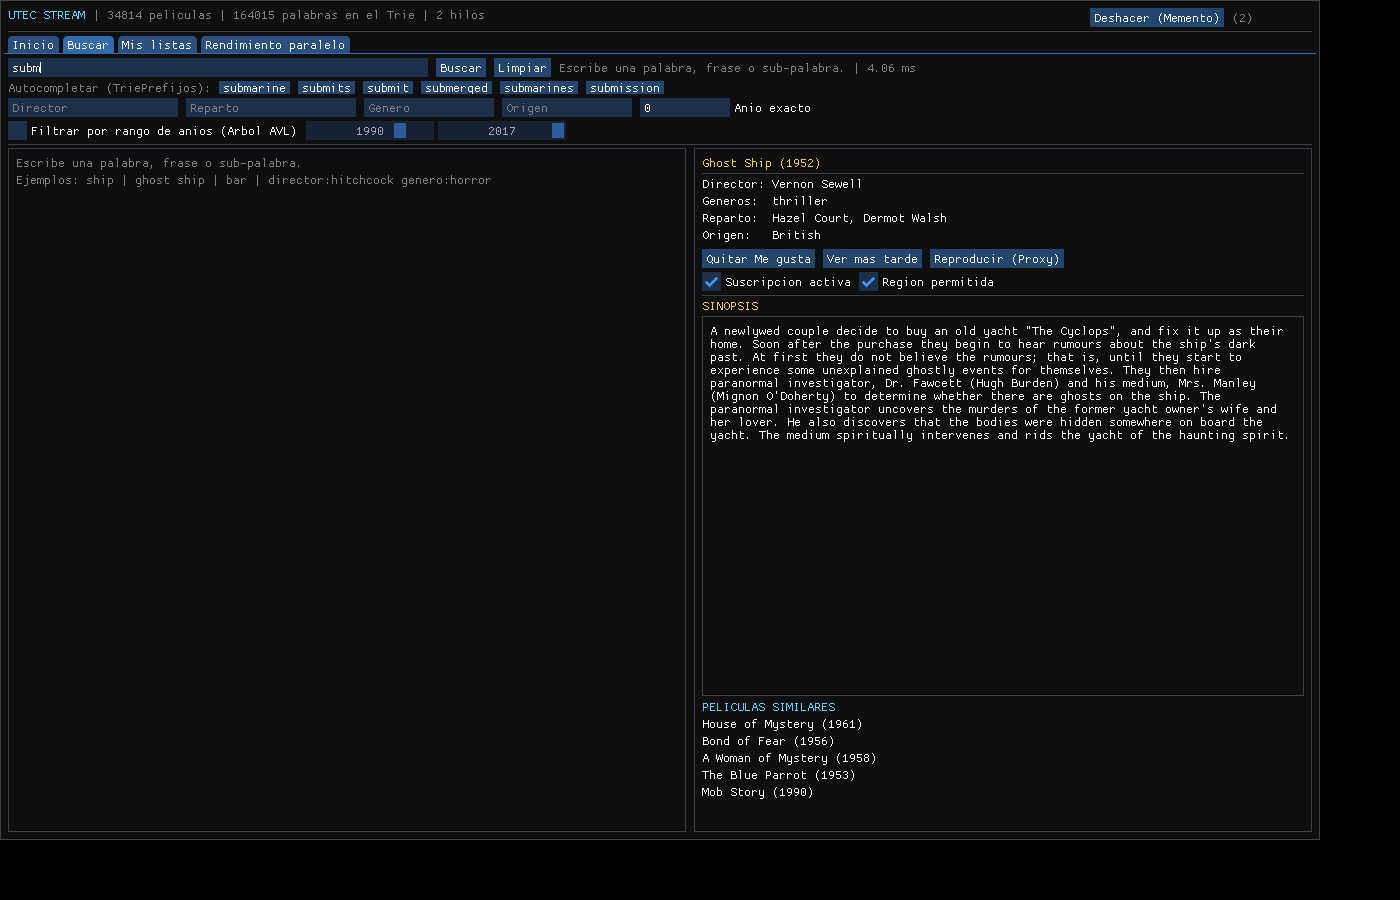 UTEC STREAM | 34814 peliculas | 164015 palabras en el Trie | 2 hilos
Deshacer (Memento) (2)
Inicio Buscar Mis listas Rendimiento paralelo
subm Buscar Limpiar Escribe una palabra, frase o sub-palabra. | 4.06 ms
Autocompletar (TriePrefijos): submarine submits submit submerged submarines submission
Director Reparto Genero Origen 0 Anio exacto
Filtrar por rango de anios (Arbol AVL) 1990 2017
Escribe una palabra, frase o sub-palabra.
Ejemplos: ship | ghost ship | bar | director:hitchcock genero:horror
Ghost Ship (1952)
Director: Vernon Sewell
Generos: thriller
Reparto: Hazel Court, Dermot Walsh
Origen: British
Quitar Me gusta Ver mas tarde Reproducir (Proxy)
Suscripcion activa Region permitida
SINOPSIS
A newlywed couple decide to buy an old yacht "The Cyclops", and fix it up as their
home. Soon after the purchase they begin to hear rumours about the ship's dark
past. At first they do not believe the rumours; that is, until they start to
experience some unexplained ghostly events for themselves. They then hire
paranormal investigator, Dr. Fawcett (Hugh Burden) and his medium, Mrs. Manley
(Mignon O'Doherty) to determine whether there are ghosts on the ship. The
paranormal investigator uncovers the murders of the former yacht owner's wife and
her lover. He also discovers that the bodies were hidden somewhere on board the
yacht. The medium spiritually intervenes and rids the yacht of the haunting spirit.
PELICULAS SIMILARES
House of Mystery (1961)
Bond of Fear (1956)
A Woman of Mystery (1958)
The Blue Parrot (1953)
Mob Story (1990)